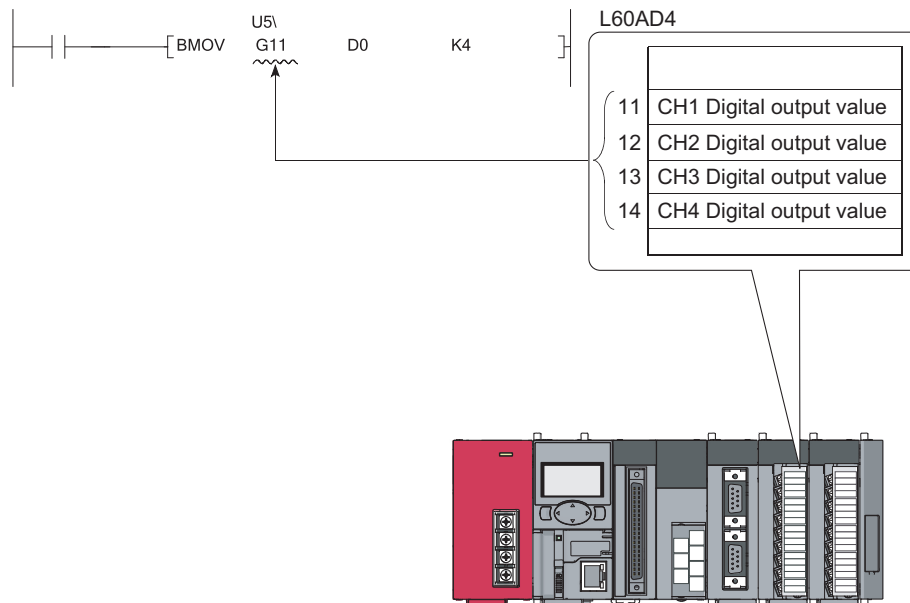 U5\
BMOV G11 D0 K4
L60AD4
11 CH1 Digital output value
12 CH2 Digital output value
13 CH3 Digital output value
14 CH4 Digital output value